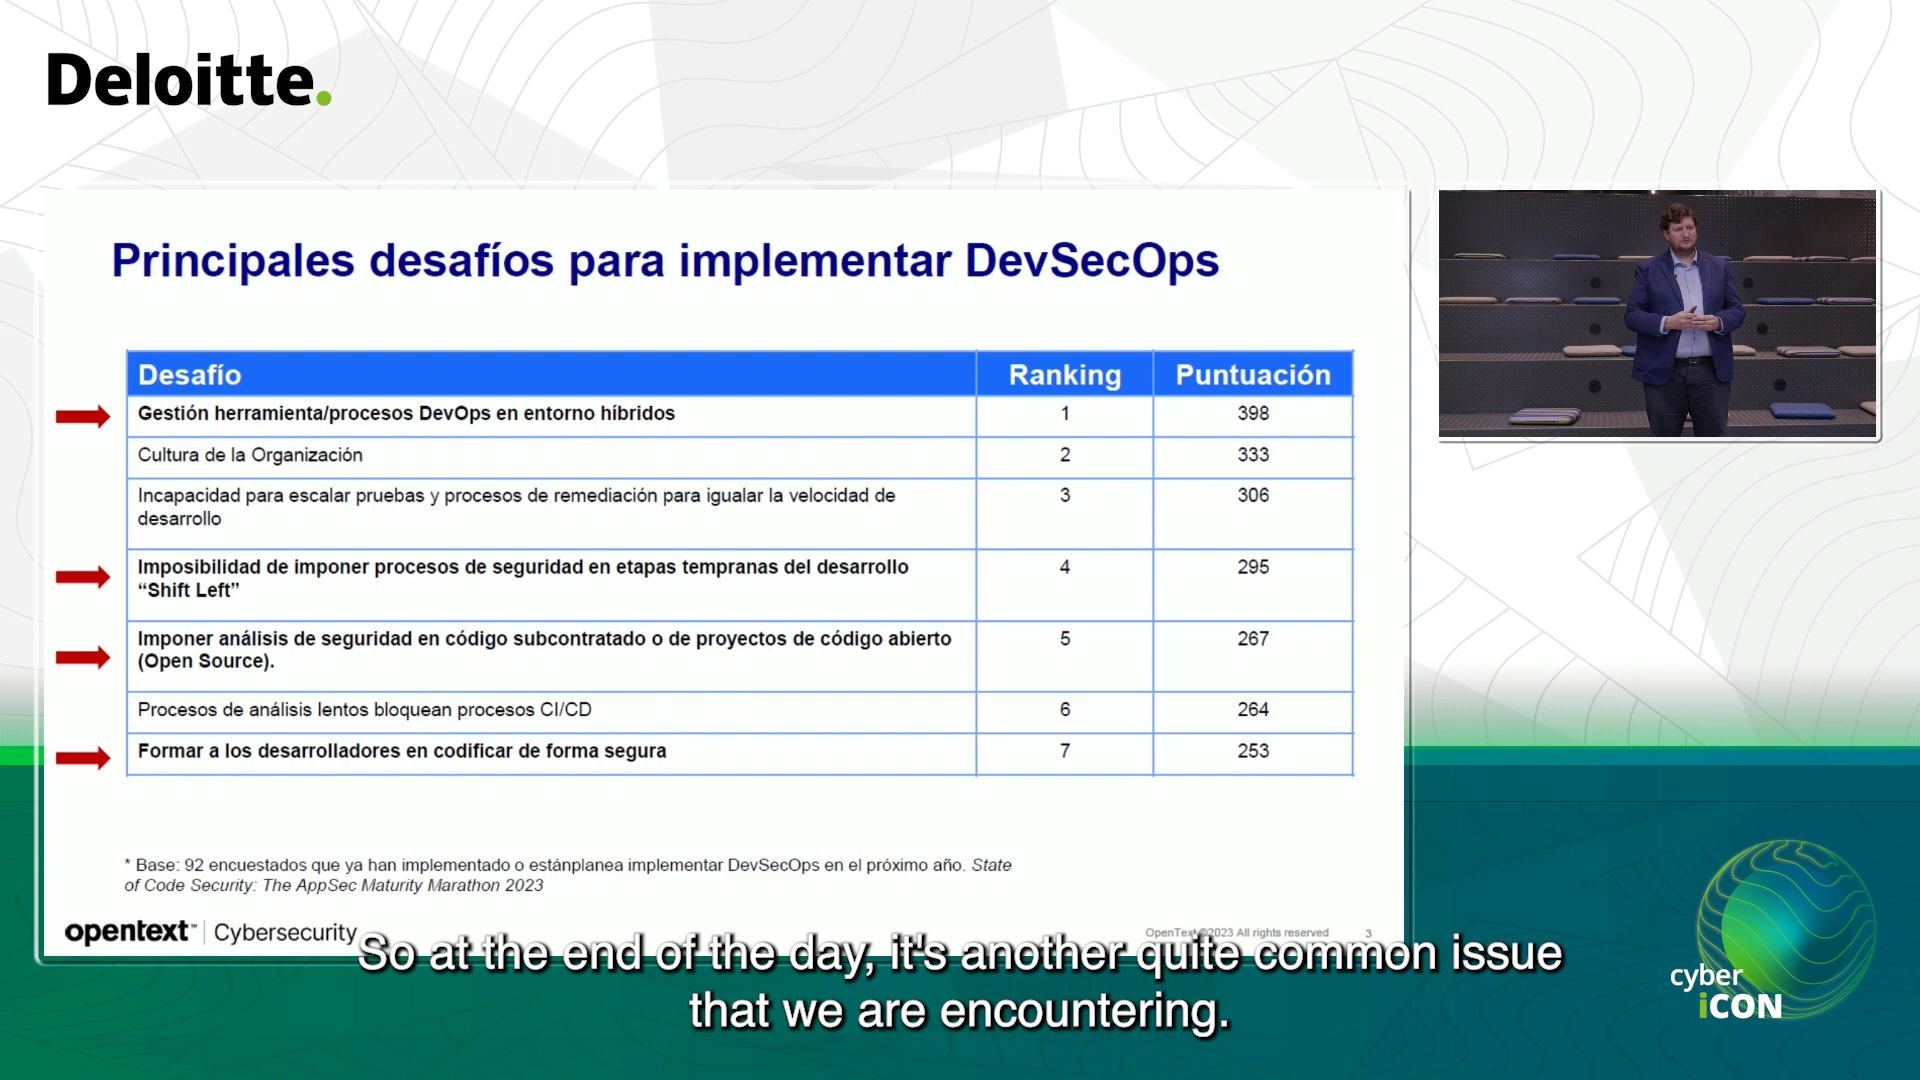 Deloitte.
Principales desafíos para implementar DevSecOps
Desafío Ranking Puntuación
Gestión herramienta/procesos DevOps en entorno híbridos 1 398
Cultura de la Organización 2 333
Incapacidad para escalar pruebas y procesos de remediación para igualar la velocidad de 3 306
desarrollo
Imposibilidad de imponer procesos de seguridad en etapas tempranas del desarrollo 4 295
“Shift Left”
Imponer análisis de seguridad en código subcontratado o de proyectos de código abierto 5 267
(Open Source).
Procesos de análisis lentos bloquean procesos CI/CD 6 264
Formar a los desarrolladores en codificar de forma segura 7 253
* Base: 92 encuestados que ya han implementado o estánplanea implementar DevSecOps en el próximo año. State
of Code Security: The AppSec Maturity Marathon 2023
opentext™ | Cybersecurity
OpenText ©2023 All rights reserved 3
So at the end of the day, it's another quite common issue
that we are encountering.
cyber
iCON